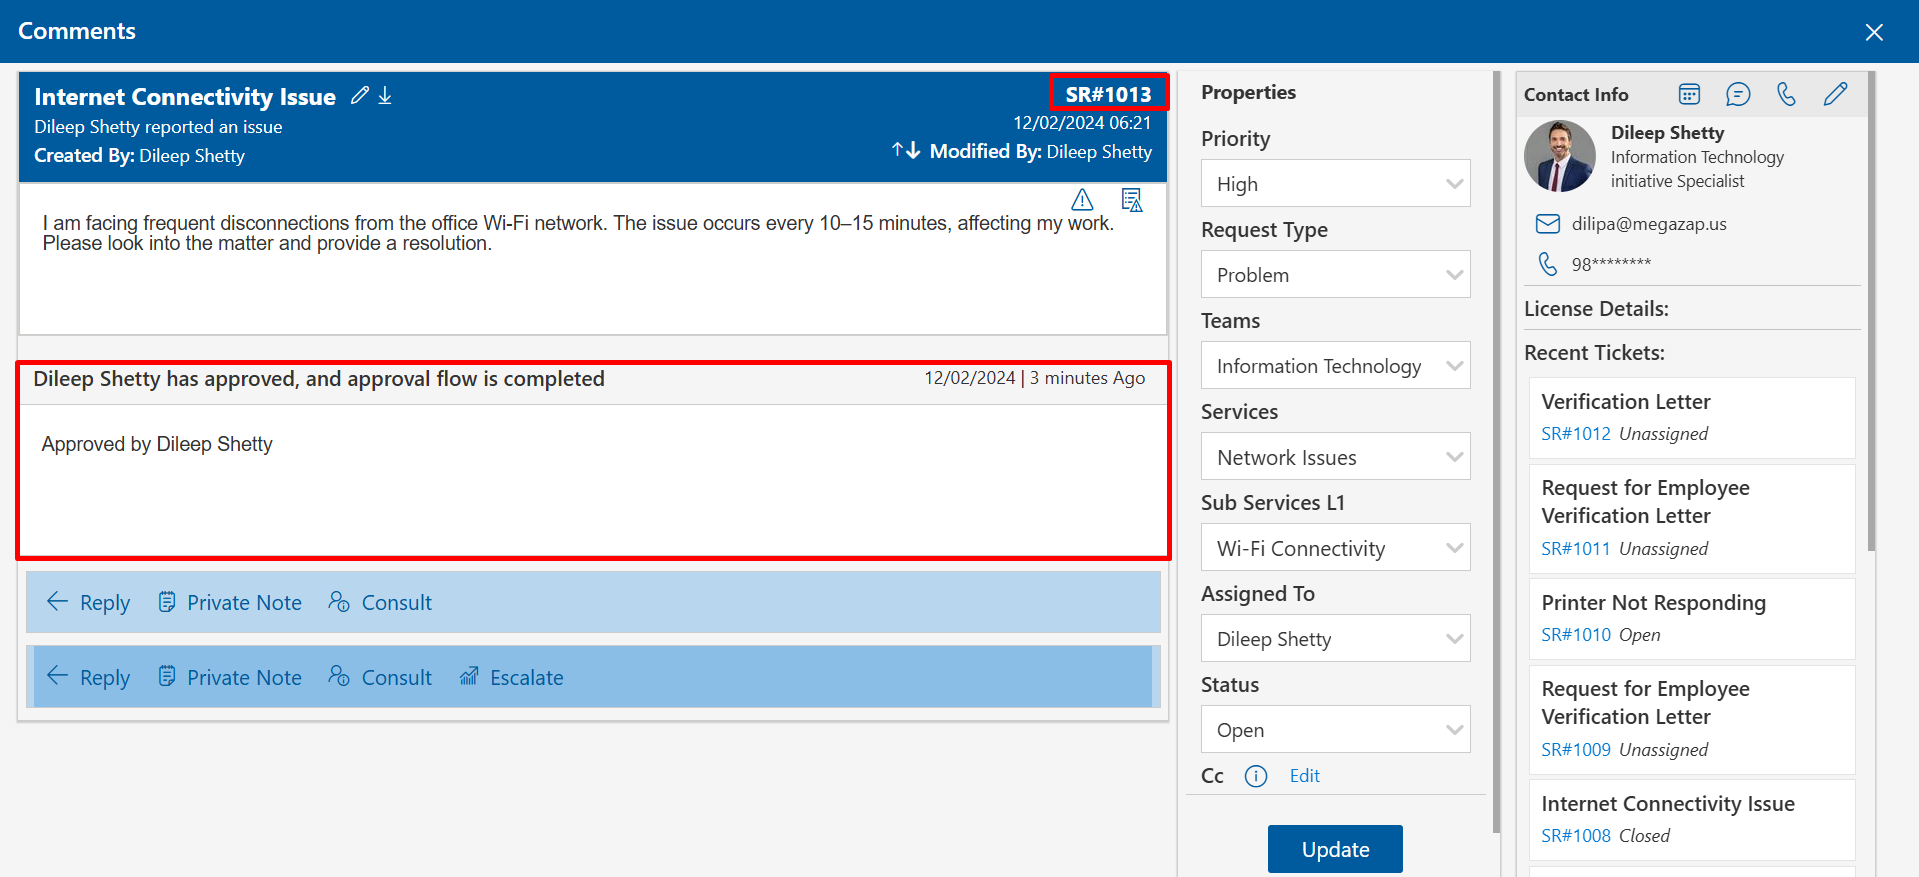 Comments
Internet Connectivity Issue
SR#1013
Dileep Shetty reported an issue
12/02/2024 06:21
Created By: Dileep Shetty
Modified By: Dileep Shetty
I am facing frequent disconnections from the office Wi-Fi network. The issue occurs every 10–15 minutes, affecting my work.
Please look into the matter and provide a resolution.
Dileep Shetty has approved, and approval flow is completed
12/02/2024 | 3 minutes Ago
Approved by Dileep Shetty
Reply Private Note Consult
Reply Private Note Consult Escalate
Properties
Priority
High
Request Type
Problem
Teams
Information Technology
Services
Network Issues
Sub Services L1
Wi-Fi Connectivity
Assigned To
Dileep Shetty
Status
Open
Cc Edit
Update
Contact Info
Dileep Shetty
Information Technology
initiative Specialist
dilipa@megazap.us
98********
License Details:
Recent Tickets:
Verification Letter
SR#1012 Unassigned
Request for Employee
Verification Letter
SR#1011 Unassigned
Printer Not Responding
SR#1010 Open
Request for Employee
Verification Letter
SR#1009 Unassigned
Internet Connectivity Issue
SR#1008 Closed